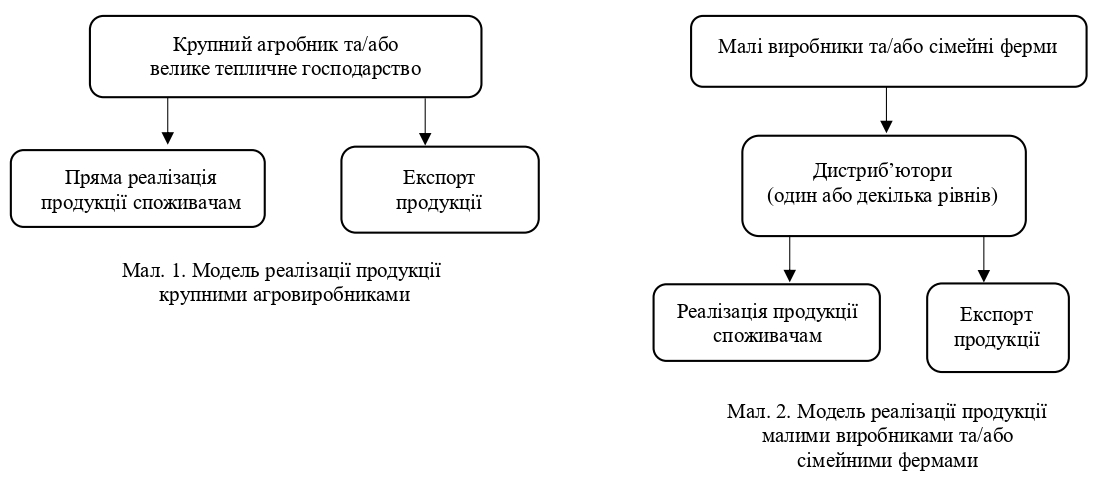 Крупний агробник та/або
велике тепличне господарство
Пряма реалізація
продукції споживачам
Експорт
продукції
Мал. 1. Модель реалізації продукції
крупними агровиробниками
Малі виробники та/або сімейні ферми
Дистриб’ютори
(один або декілька рівнів)
Реалізація продукції
споживачам
Експорт
продукції
Мал. 2. Модель реалізації продукції
малими виробниками та/або
сімейними фермами